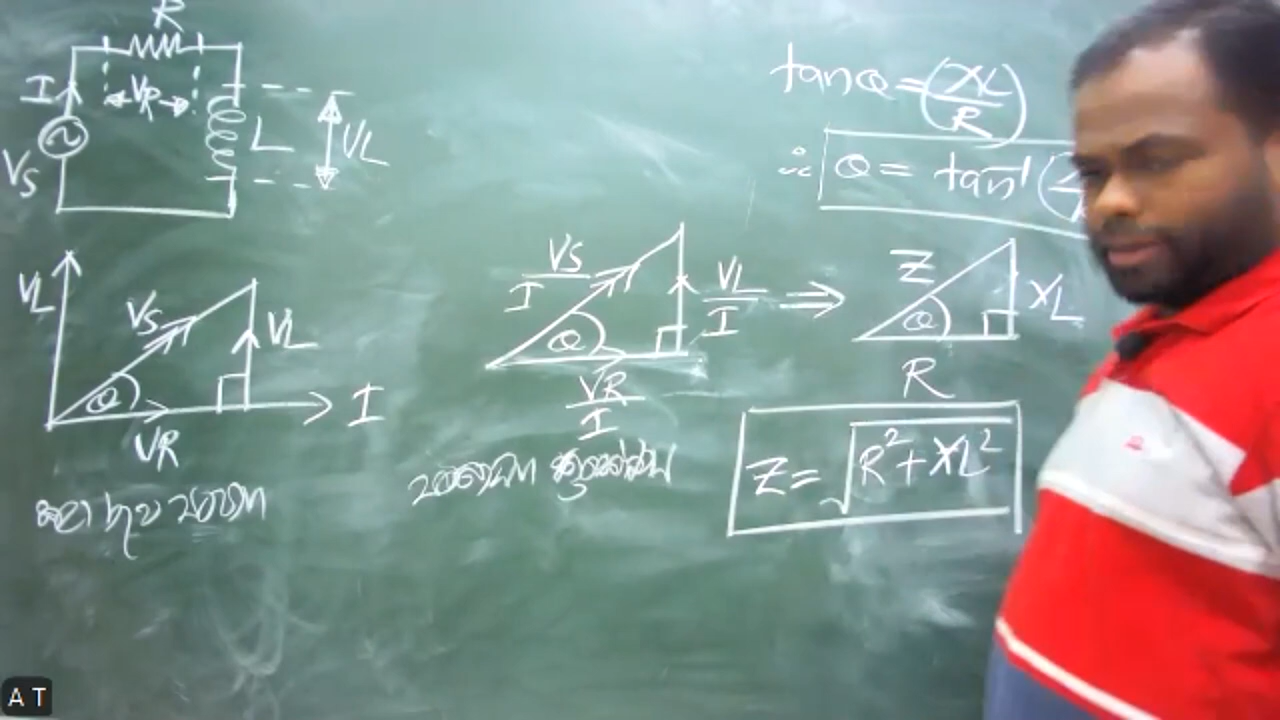 R
I
VR
VS
L
VL
VL
VS
VL
θ
VR
I
VS
I
θ
VL
I
VR
I
tanθ = (XL/R)
∴ θ = tan⁻¹
Z
θ
XL
R
Z = √R²+XL²
A T